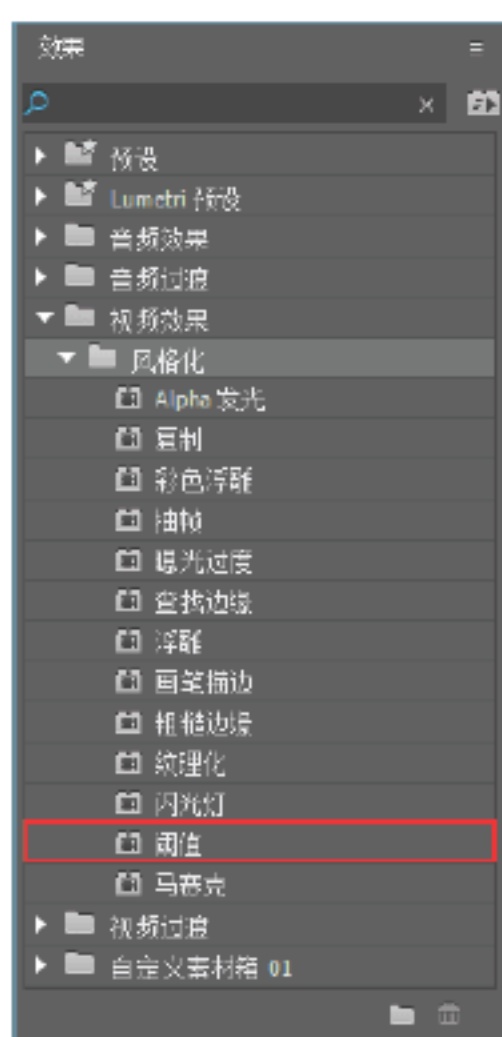 效果
预设
Lumetri 预设
音频效果
音频过渡
视频效果
风格化
Alpha 发光
复制
彩色浮雕
抽帧
曝光过度
查找边缘
浮雕
画笔描边
粗糙边缘
纹理化
闪光灯
阈值
马赛克
视频过渡
自定义素材箱 01